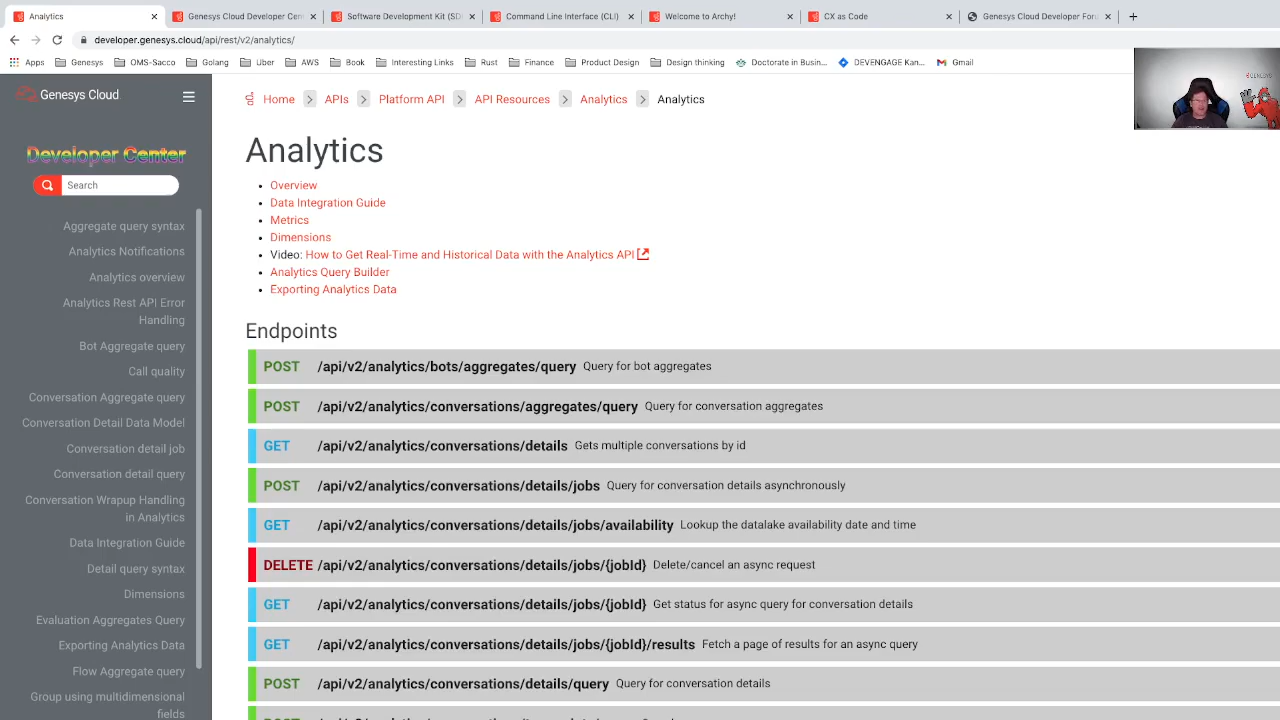 Analytics
Genesys Cloud Developer Cent
Software Development Kit (SD
Command Line Interface (CLI)
Welcome to Archy!
CX as Code
Genesys Cloud Developer For
developer.genesys.cloud/api/rest/v2/analytics/
Apps
Genesys
OMS-Sacco
Golang
Uber
AWS
Book
Interesting Links
Rust
Finance
Product Design
Design thinking
Doctorate in Busin...
DEVENGAGE Kan...
Gmail
Genesys Cloud
Developer Center
Search
Aggregate query syntax
Analytics Notifications
Analytics overview
Analytics Rest API Error
Handling
Bot Aggregate query
Call quality
Conversation Aggregate query
Conversation Detail Data Model
Conversation detail job
Conversation detail query
Conversation Wrapup Handling
in Analytics
Data Integration Guide
Detail query syntax
Dimensions
Evaluation Aggregates Query
Exporting Analytics Data
Flow Aggregate query
Group using multidimensional
fields
Home > APIs > Platform API > API Resources > Analytics > Analytics
Analytics
• Overview
• Data Integration Guide
• Metrics
• Dimensions
• Video: How to Get Real-Time and Historical Data with the Analytics API
• Analytics Query Builder
• Exporting Analytics Data
Endpoints
POST /api/v2/analytics/bots/aggregates/query Query for bot aggregates
POST /api/v2/analytics/conversations/aggregates/query Query for conversation aggregates
GET /api/v2/analytics/conversations/details Gets multiple conversations by id
POST /api/v2/analytics/conversations/details/jobs Query for conversation details asynchronously
GET /api/v2/analytics/conversations/details/jobs/availability Lookup the datalake availability date and time
DELETE /api/v2/analytics/conversations/details/jobs/{jobId} Delete/cancel an async request
GET /api/v2/analytics/conversations/details/jobs/{jobId} Get status for async query for conversation details
GET /api/v2/analytics/conversations/details/jobs/{jobId}/results Fetch a page of results for an async query
POST /api/v2/analytics/conversations/details/query Query for conversation details